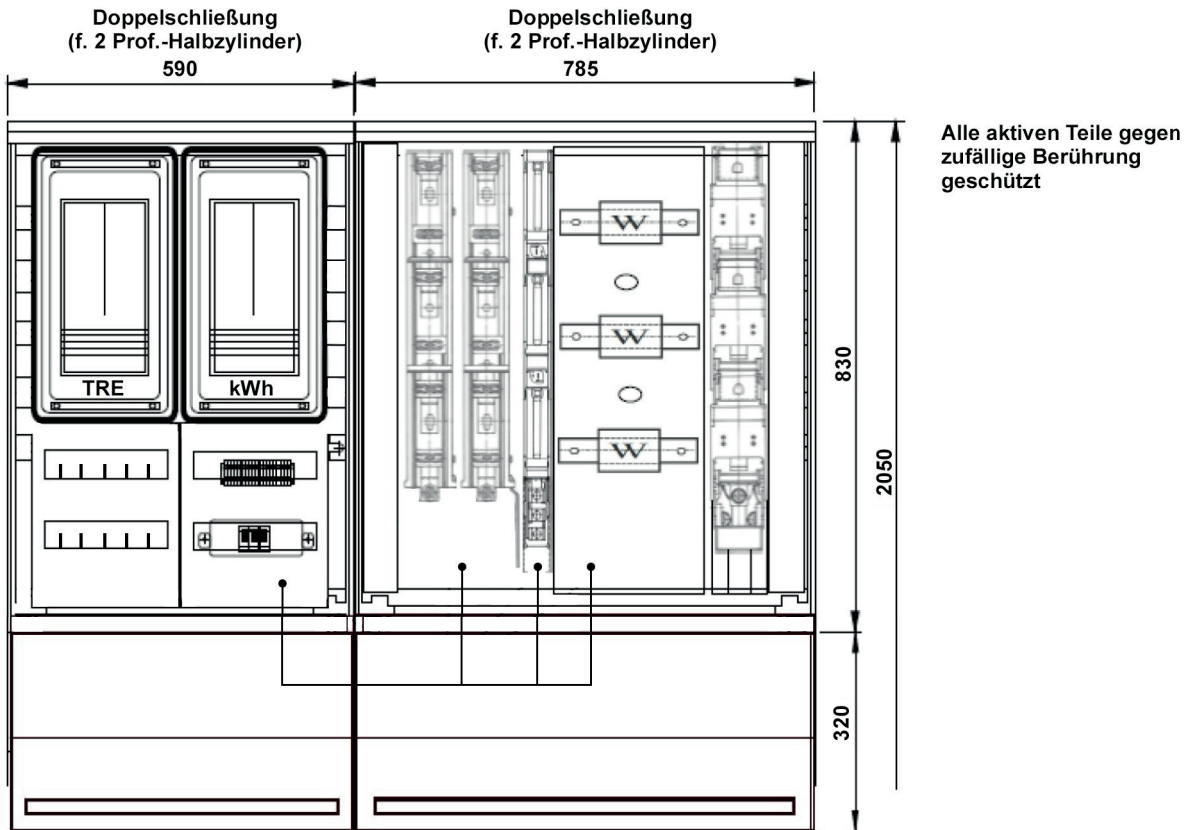 Doppelschließung
(f. 2 Prof.-Halbzylinder)
590
Doppelschließung
(f. 2 Prof.-Halbzylinder)
785
Alle aktiven Teile gegen
zufällige Berührung
geschützt
TRE
kWh
W
W
W
830
2050
320